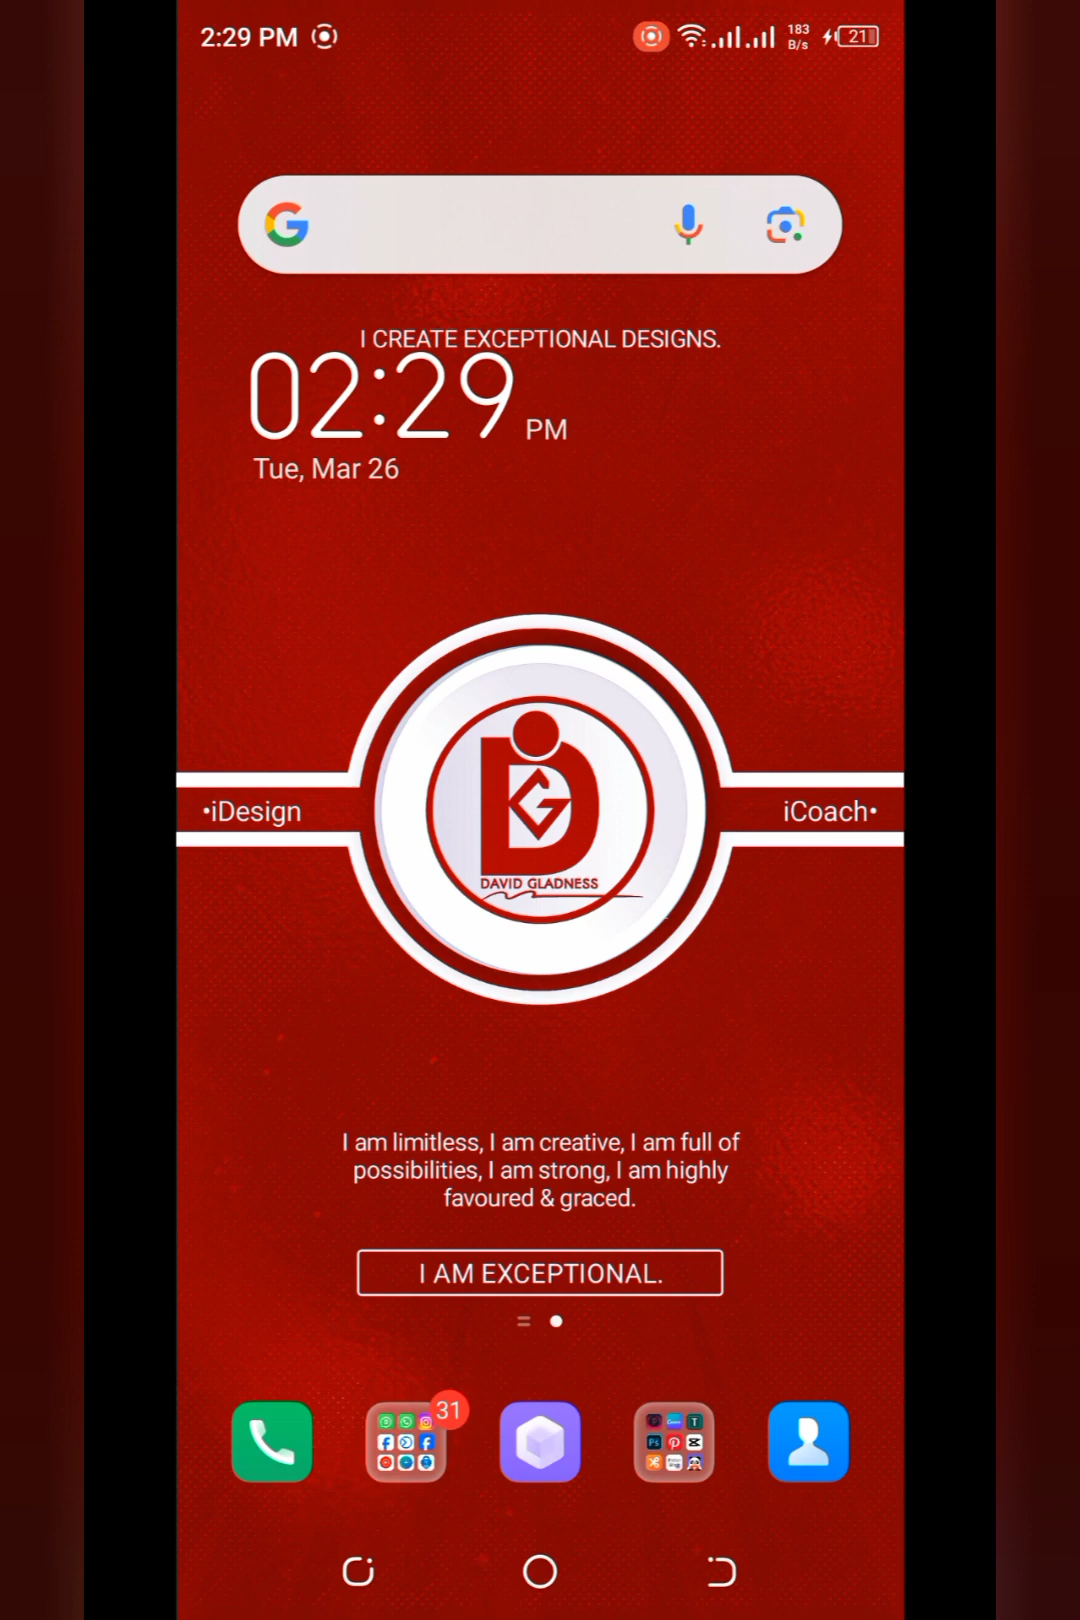 2:29 PM
183
B/s
21
I CREATE EXCEPTIONAL DESIGNS.
02:29 PM
Tue, Mar 26
•iDesign
iCoach•
DAVID GLADNESS
I am limitless, I am creative, I am full of
possibilities, I am strong, I am highly
favoured & graced.
I AM EXCEPTIONAL.
31